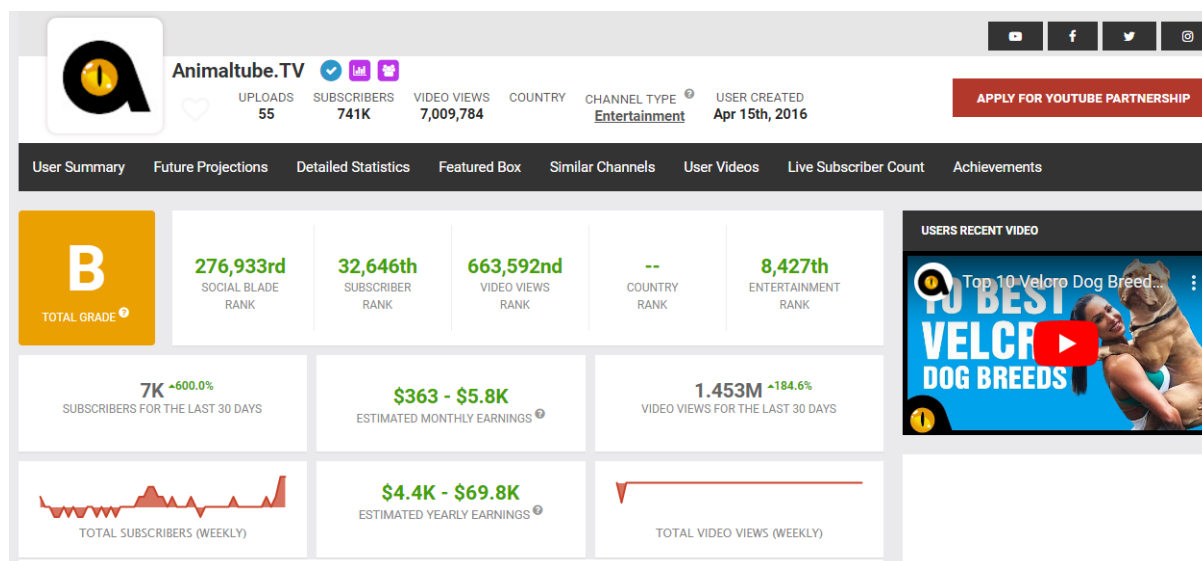 Animaltube.TV
UPLOADS
55
SUBSCRIBERS
741K
VIDEO VIEWS
7,009,784
COUNTRY
CHANNEL TYPE
Entertainment
USER CREATED
Apr 15th, 2016
APPLY FOR YOUTUBE PARTNERSHIP
User Summary
Future Projections
Detailed Statistics
Featured Box
Similar Channels
User Videos
Live Subscriber Count
Achievements
B
TOTAL GRADE
276,933rd
SOCIAL BLADE
RANK
32,646th
SUBSCRIBER
RANK
663,592nd
VIDEO VIEWS
RANK
--
COUNTRY
RANK
8,427th
ENTERTAINMENT
RANK
USERS RECENT VIDEO
Top 10 Velcro Dog Breed...
10 BEST
VELCR
DOG BREEDS
7K 600.0%
SUBSCRIBERS FOR THE LAST 30 DAYS
$363 - $5.8K
ESTIMATED MONTHLY EARNINGS
1.453M 184.6%
VIDEO VIEWS FOR THE LAST 30 DAYS
TOTAL SUBSCRIBERS (WEEKLY)
$4.4K - $69.8K
ESTIMATED YEARLY EARNINGS
TOTAL VIDEO VIEWS (WEEKLY)